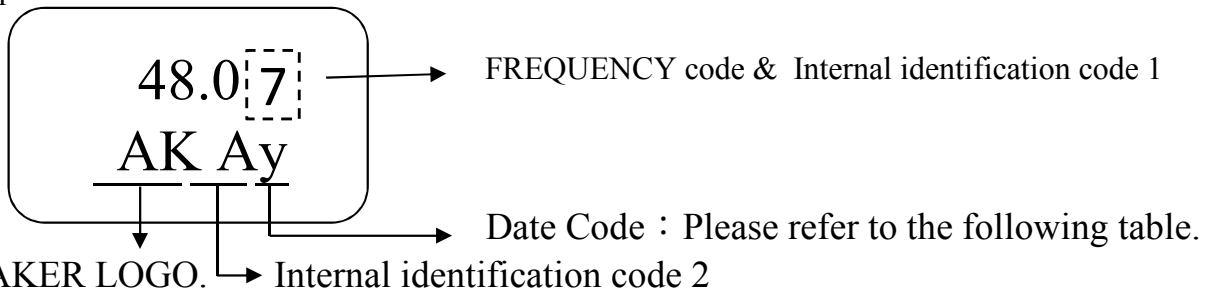 48.07
FREQUENCY code & Internal identification code 1
AK Ay
Date Code：Please refer to the following table.
AKER LOGO.
Internal identification code 2